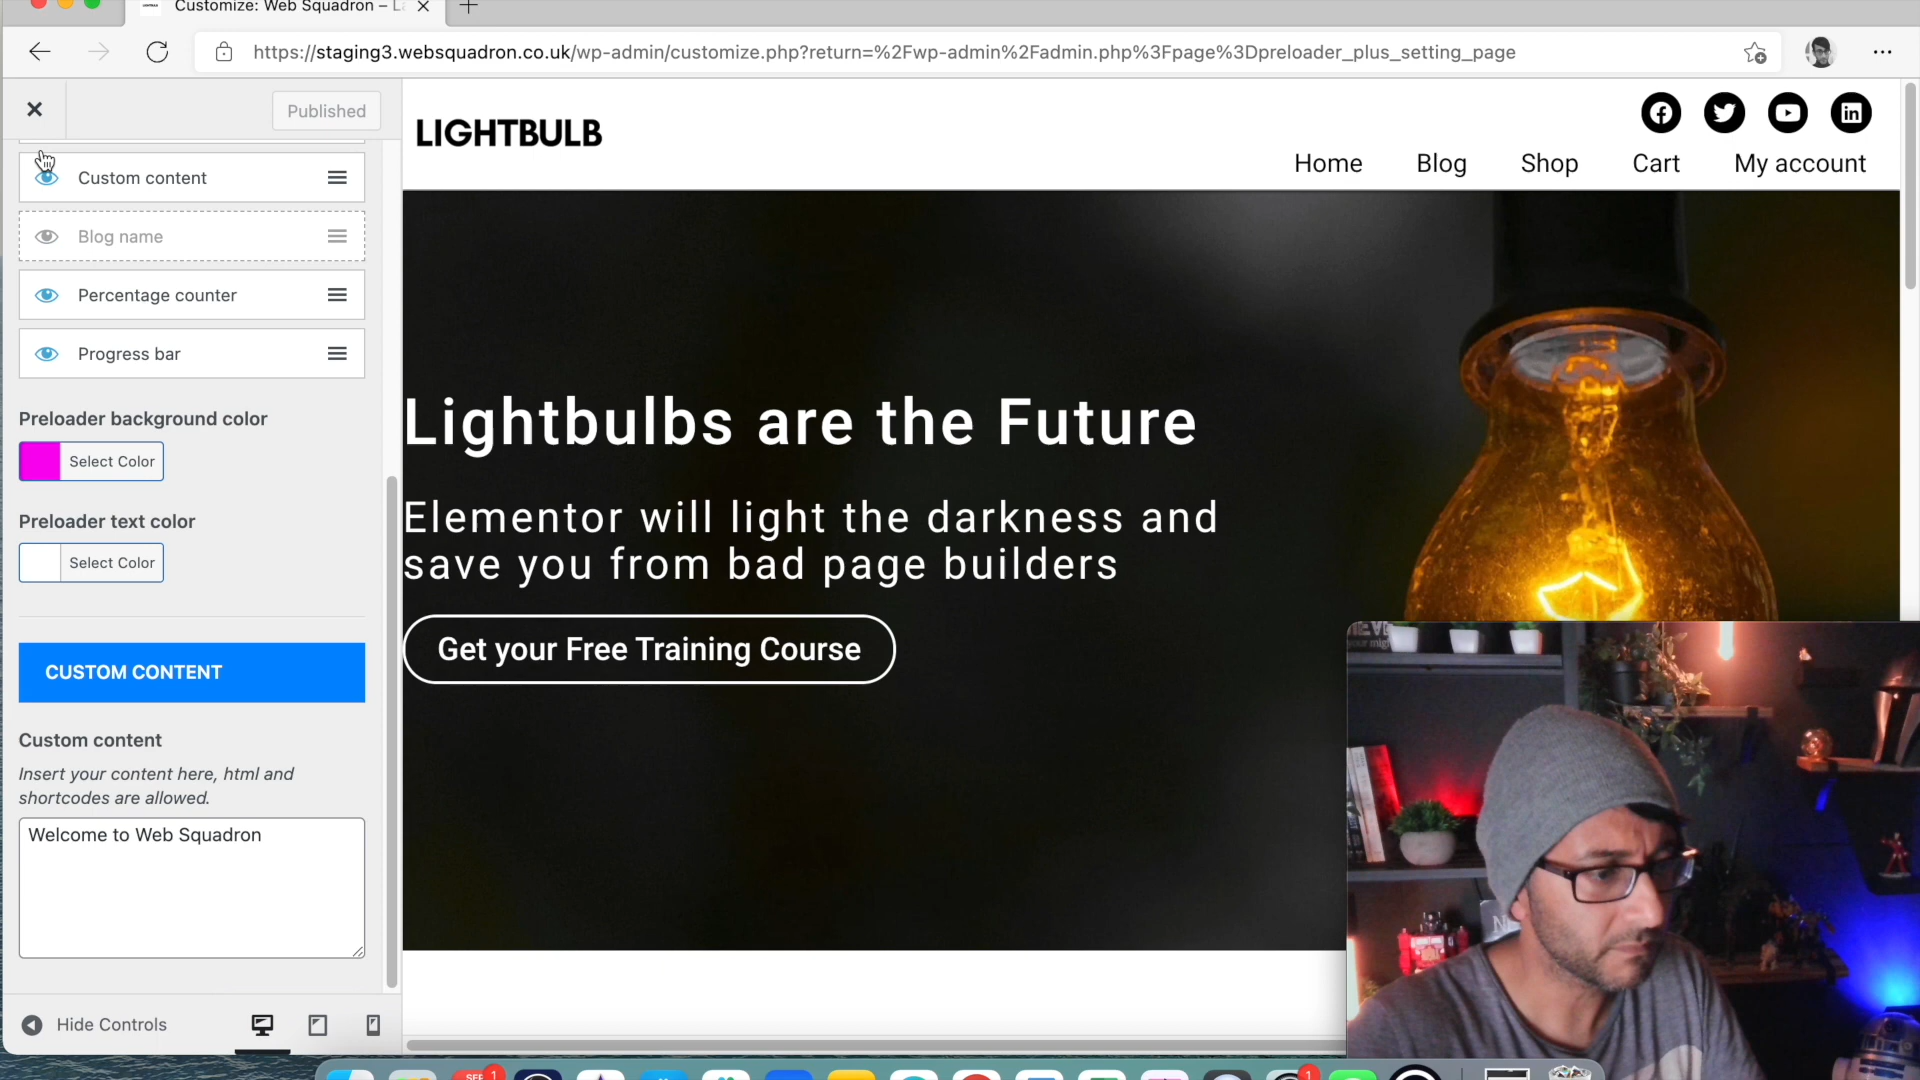 Customize: Web Squadron –
https://staging3.websquadron.co.uk/wp-admin/customize.php?return=%2Fwp-admin%2Fadmin.php%3Fpage%3Dpreloader_plus_setting_page
Published
Custom content
Blog name
Percentage counter
Progress bar
Preloader background color
Select Color
Preloader text color
Select Color
CUSTOM CONTENT
Custom content
Insert your content here, html and
shortcodes are allowed.
Welcome to Web Squadron
Hide Controls
LIGHTBULB
Home Blog Shop Cart My account
Lightbulbs are the Future
Elementor will light the darkness and
save you from bad page builders
Get your Free Training Course
SEP
1
1